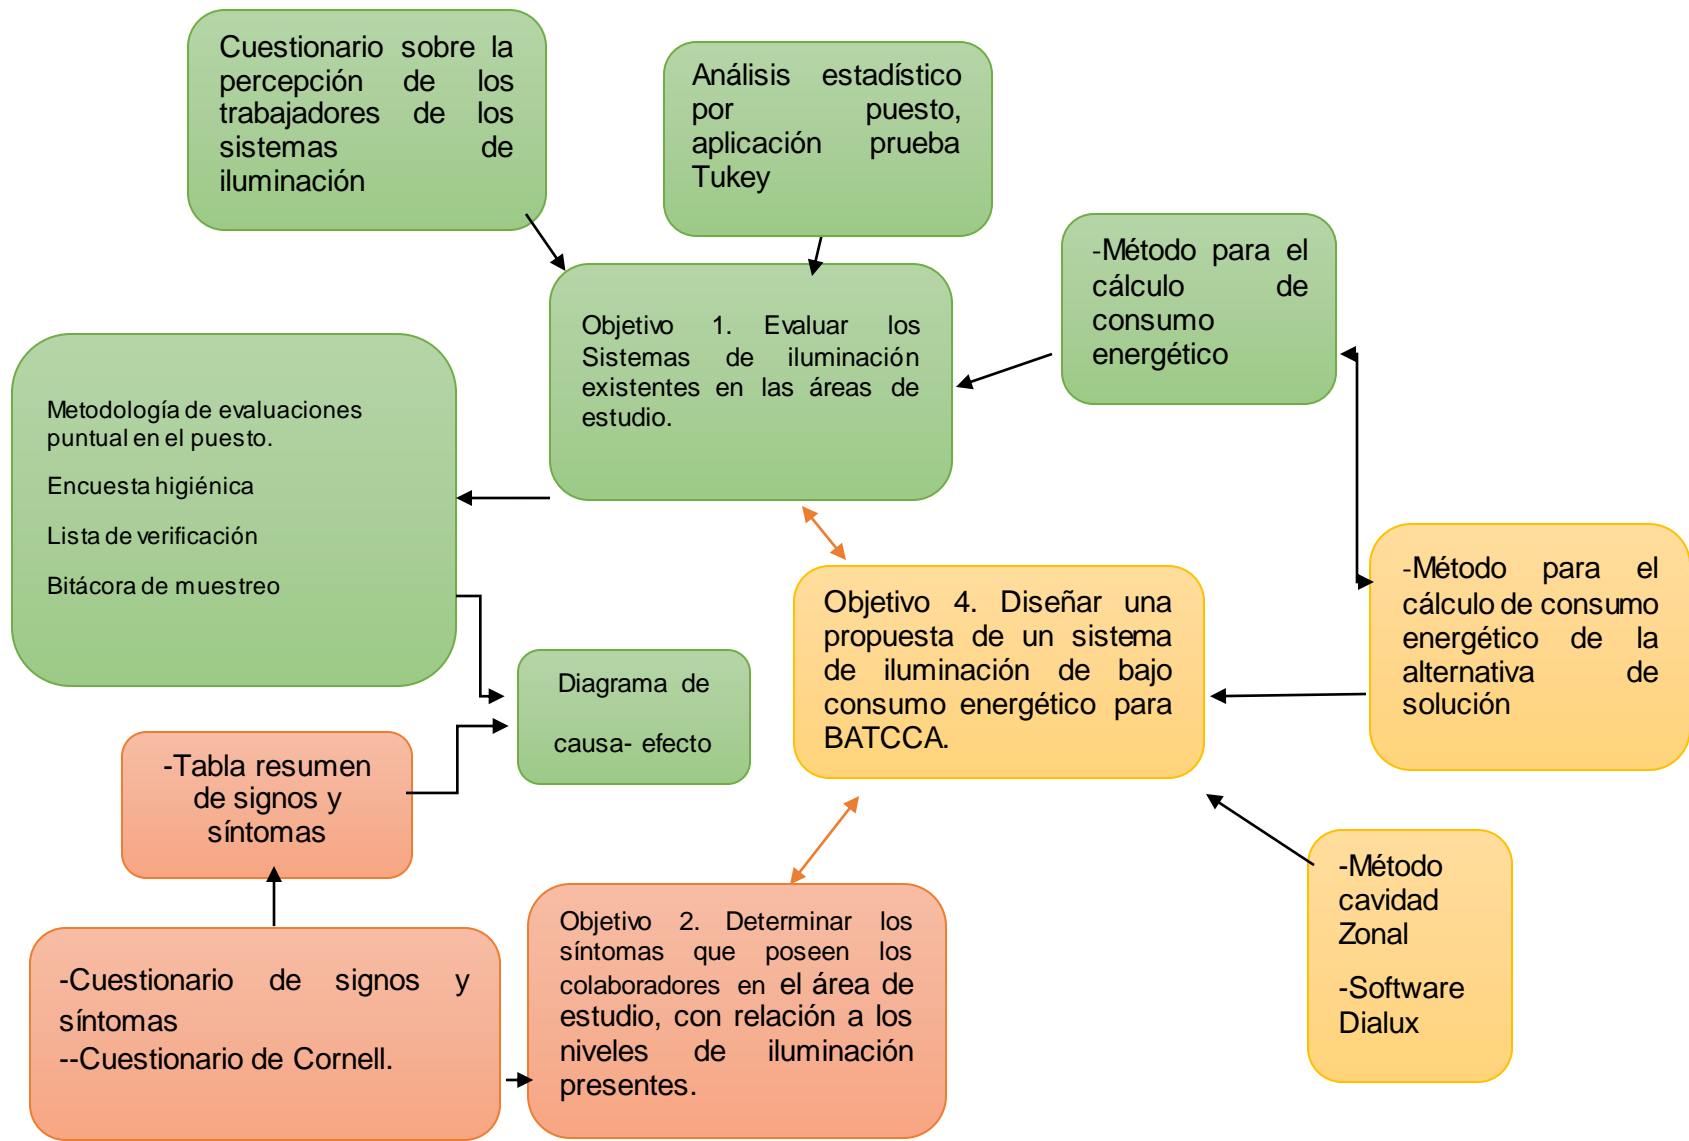 Cuestionario sobre la
percepción de los
trabajadores de los
sistemas de
iluminación
Análisis estadístico
por puesto,
aplicación prueba
Tukey
-Método para el
cálculo de
consumo
energético
Objetivo 1. Evaluar los
Sistemas de iluminación
existentes en las áreas de
estudio.
Metodología de evaluaciones
puntual en el puesto.
Encuesta higiénica
Lista de verificación
Bitácora de muestreo
-Método para el
cálculo de consumo
energético de la
alternativa de
solución
Objetivo 4. Diseñar una
propuesta de un sistema
de iluminación de bajo
consumo energético para
BATCCA.
Diagrama de
causa- efecto
-Tabla resumen
de signos y
síntomas
-Método
cavidad
Zonal
-Software
Dialux
Objetivo 2. Determinar los
síntomas que poseen los
colaboradores en el área de
estudio, con relación a los
niveles de iluminación
presentes.
-Cuestionario de signos y
síntomas
--Cuestionario de Cornell.